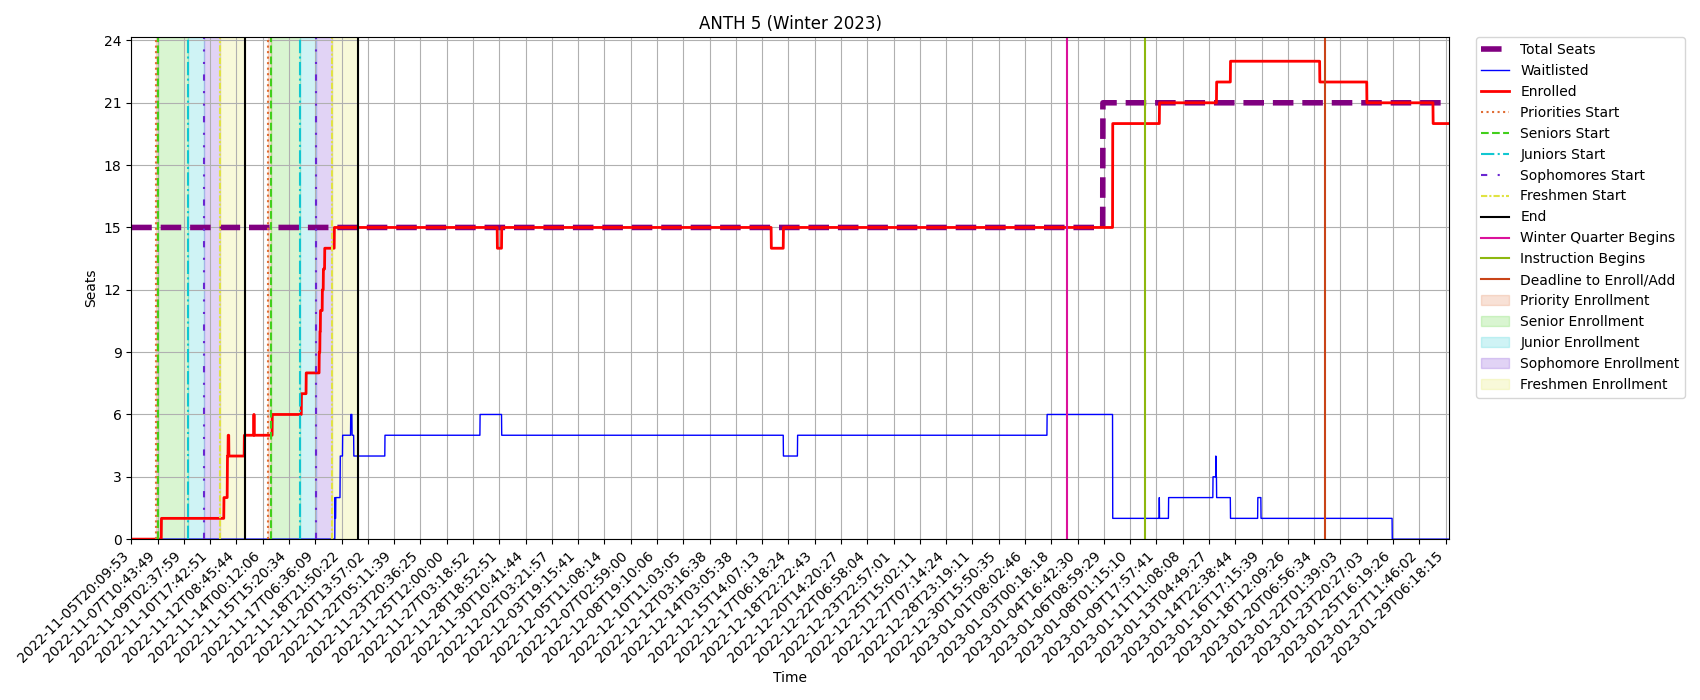 ANTH 5 (Winter 2023)
Seats
24
21
18
15
12
9
6
3
0
2022-11-05T20:09:53
2022-11-07T10:43:49
2022-11-09T02:37:59
2022-11-10T17:42:51
2022-11-12T08:45:44
2022-11-14T00:12:06
2022-11-15T15:20:34
2022-11-17T06:36:09
2022-11-18T21:50:22
2022-11-20T13:57:02
2022-11-22T05:11:39
2022-11-23T20:36:25
2022-11-25T12:00:00
2022-11-27T03:18:52
2022-11-28T18:52:51
2022-11-30T10:41:44
2022-12-02T03:21:57
2022-12-03T19:15:41
2022-12-05T11:08:14
2022-12-07T02:59:00
2022-12-08T19:10:06
2022-12-10T11:03:05
2022-12-12T03:16:38
2022-12-14T03:05:38
2022-12-15T14:07:13
2022-12-17T06:18:24
2022-12-18T22:22:43
2022-12-20T14:20:27
2022-12-22T06:58:04
2022-12-23T22:57:01
2022-12-25T15:02:11
2022-12-27T07:14:24
2022-12-28T23:19:11
2022-12-30T15:50:35
2023-01-01T08:02:46
2023-01-03T00:18:18
2023-01-04T16:42:30
2023-01-06T08:59:29
2023-01-08T01:15:10
2023-01-09T17:57:41
2023-01-11T11:08:08
2023-01-13T04:49:27
2023-01-14T22:38:44
2023-01-16T17:15:39
2023-01-18T12:09:26
2023-01-20T06:56:34
2023-01-22T01:39:03
2023-01-23T20:27:03
2023-01-25T16:19:26
2023-01-27T11:46:02
2023-01-29T06:18:15
Time
Total Seats
Waitlisted
Enrolled
Priorities Start
Seniors Start
Juniors Start
Sophomores Start
Freshmen Start
End
Winter Quarter Begins
Instruction Begins
Deadline to Enroll/Add
Priority Enrollment
Senior Enrollment
Junior Enrollment
Sophomore Enrollment
Freshmen Enrollment